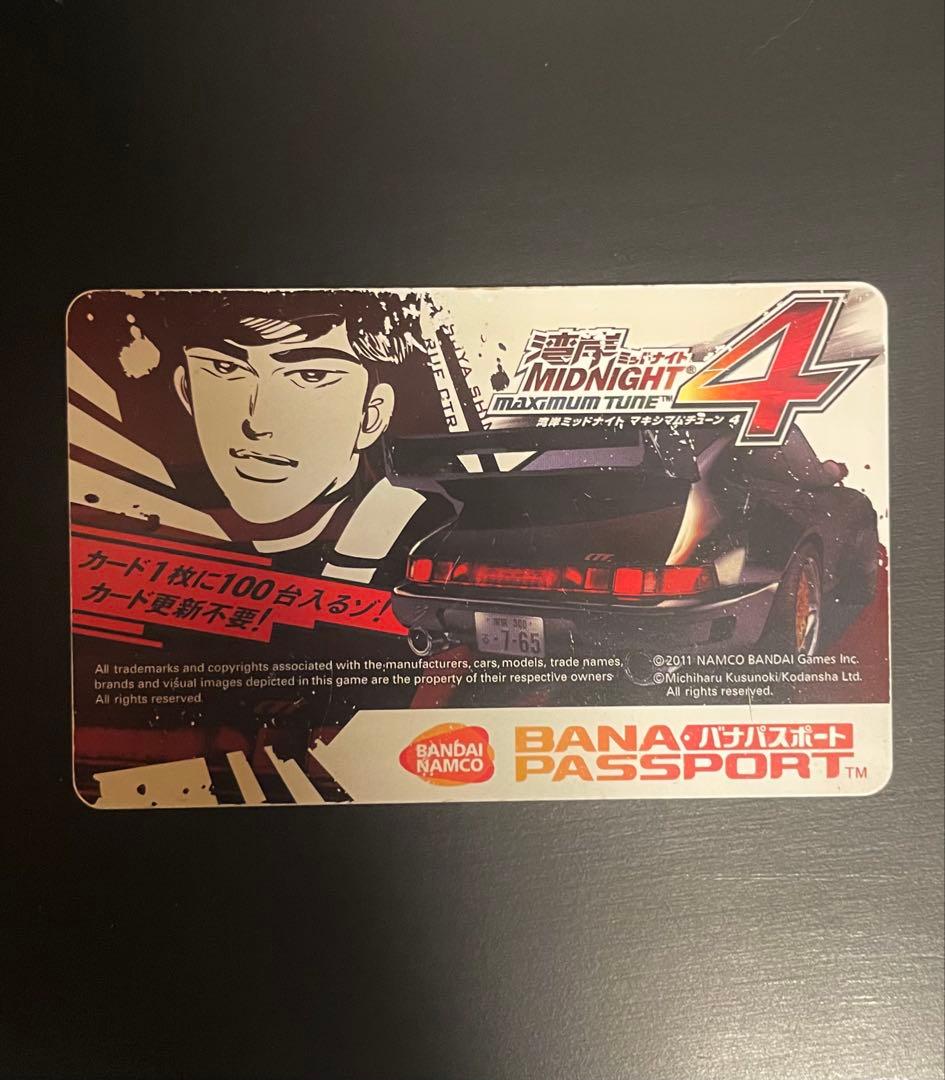 湾岸
ミッドナイト
MIDNIGHT®
MAXIMUM TUNE™
4
湾岸ミッドナイト マキシマムチューン 4
カード1枚に100台入るゾ!
カード更新不要!
7-65
All trademarks and copyrights associated with the manufacturers, cars, models, trade names,
brands and visual images depicted in this game are the property of their respective owners
All rights reserved.
©2011 NAMCO BANDAI Games Inc.
©Michiharu Kusunoki/Kodansha Ltd.
All rights reserved.
BANDAI
NAMCO
BANA・バナパスポート
PASSPORT™